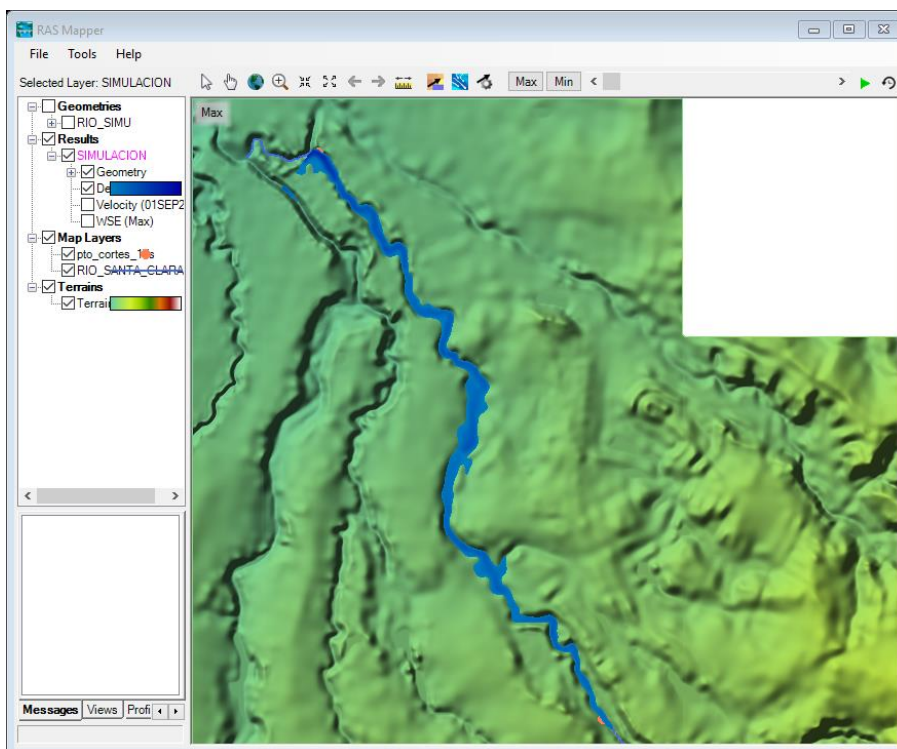 RAS Mapper
File Tools Help
Selected Layer: SIMULACION
Max Min
Max
Geometries
RIO_SIMU
Results
SIMULACION
Geometry
De
Velocity (01SEP2
WSE (Max)
Map Layers
RIO_SANTA_CLARA
Terrains
Terrai
Messages Views Profi